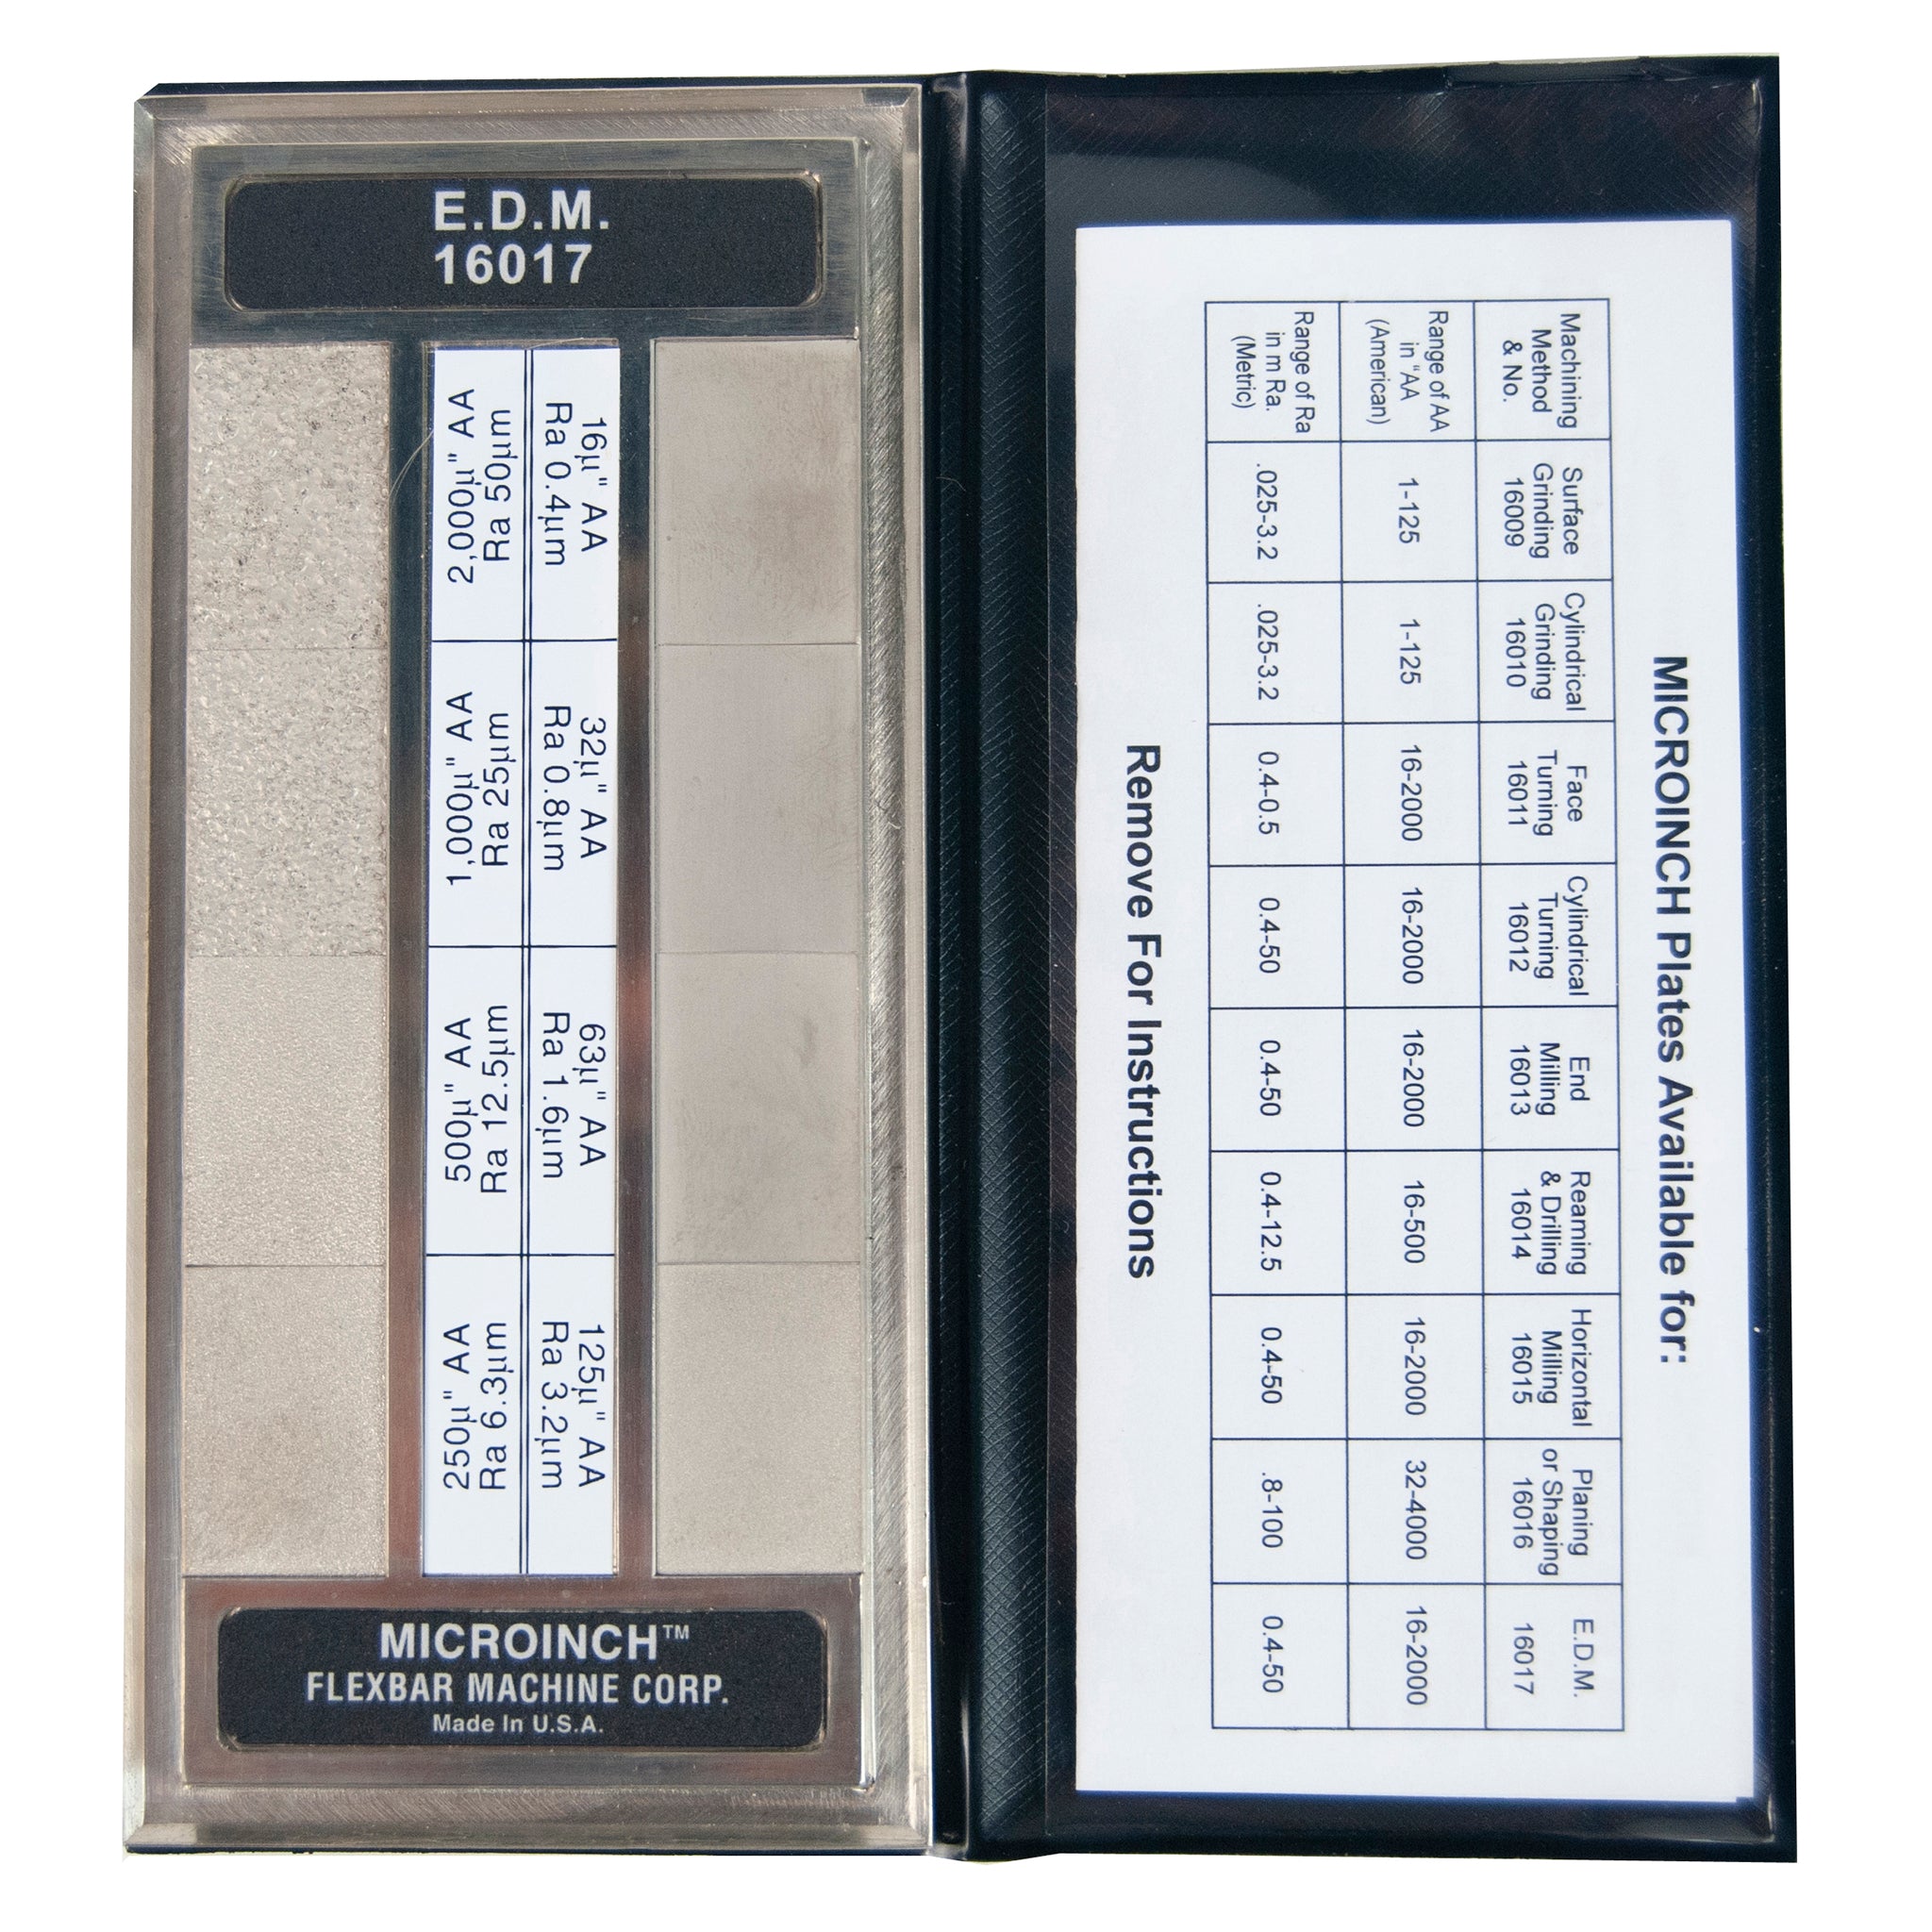 E.D.M.
16017
16µ" AA
Ra 0.4µm
32µ" AA
Ra 0.8µm
63µ" AA
Ra 1.6µm
125µ" AA
Ra 3.2µm
2,000µ" AA
Ra 50µm
1,000µ" AA
Ra 25µm
500µ" AA
Ra 12.5µm
250µ" AA
Ra 6.3µm
MICROINCH™
FLEXBAR MACHINE CORP.
Made In U.S.A.
MICROINCH Plates Available for:
Machining
Method
& No.
Surface
Grinding
16009
Cylindrical
Grinding
16010
Face
Turning
16011
Cylindrical
Turning
16012
End
Milling
16013
Reaming
& Drilling
16014
Horizontal
Milling
16015
Planing
or Shaping
16016
E.D.M.
16017
Range of AA
in "AA
(American)
1-125
1-125
16-2000
16-2000
16-2000
16-500
16-2000
32-4000
16-2000
Range of Ra
in m Ra.
(Metric)
.025-3.2
.025-3.2
0.4-0.5
0.4-50
0.4-50
0.4-12.5
0.4-50
.8-100
0.4-50
Remove For Instructions